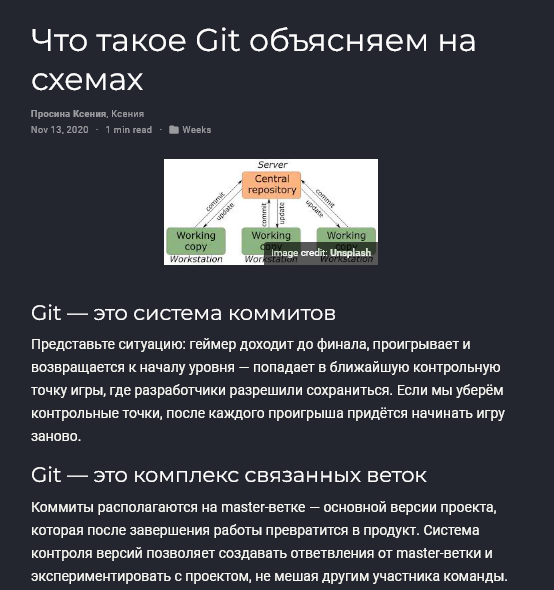 Что такое Git объясняем на
схемах
Просина Ксения, Ксения
Nov 13, 2020 · 1 min read · Weeks
Server
Central
repository
commit
update
commit
update
commit
update
Working
copy
Working
copy
Working
copy
Workstation
Workstation
Workstation
Image credit: Unsplash
Git — это система коммитов
Представьте ситуацию: геймер доходит до финала, проигрывает и
возвращается к началу уровня — попадает в ближайшую контрольную
точку игры, где разработчики разрешили сохраниться. Если мы уберём
контрольные точки, после каждого проигрыша придётся начинать игру
заново.
Git — это комплекс связанных веток
Коммиты располагаются на master-ветке — основной версии проекта,
которая после завершения работы превратится в продукт. Система
контроля версий позволяет создавать ответвления от master-ветки и
экспериментировать с проектом, не мешая другим участника команды.